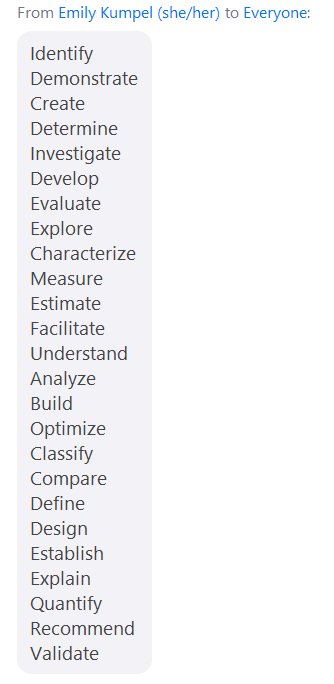 From Emily Kumpel (she/her) to Everyone:
Identify
Demonstrate
Create
Determine
Investigate
Develop
Evaluate
Explore
Characterize
Measure
Estimate
Facilitate
Understand
Analyze
Build
Optimize
Classify
Compare
Define
Design
Establish
Explain
Quantify
Recommend
Validate